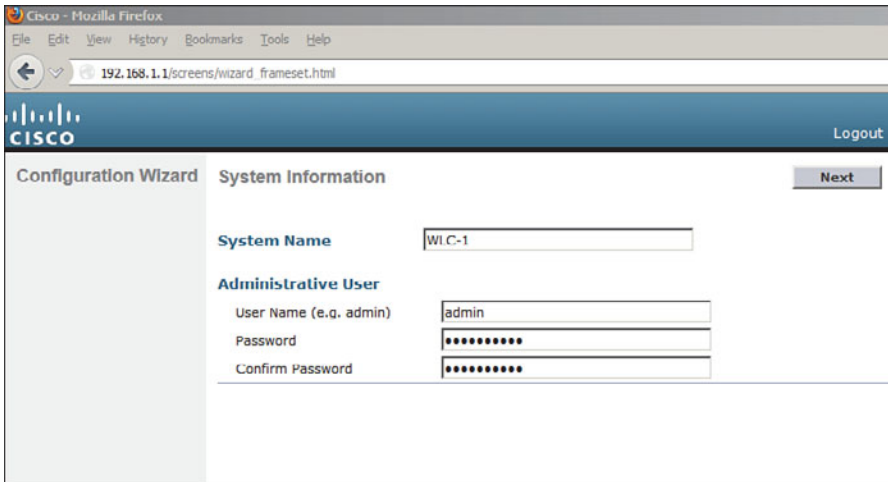 Cisco - Mozilla Firefox
File Edit View History Bookmarks Tools Help
192.168.1.1/screens/wizard_frameset.html
CISCO
Logout
Configuration Wizard
System Information
Next
System Name
WLC-1
Administrative User
User Name (e.g. admin)
admin
Password
••••••••••
Confirm Password
••••••••••